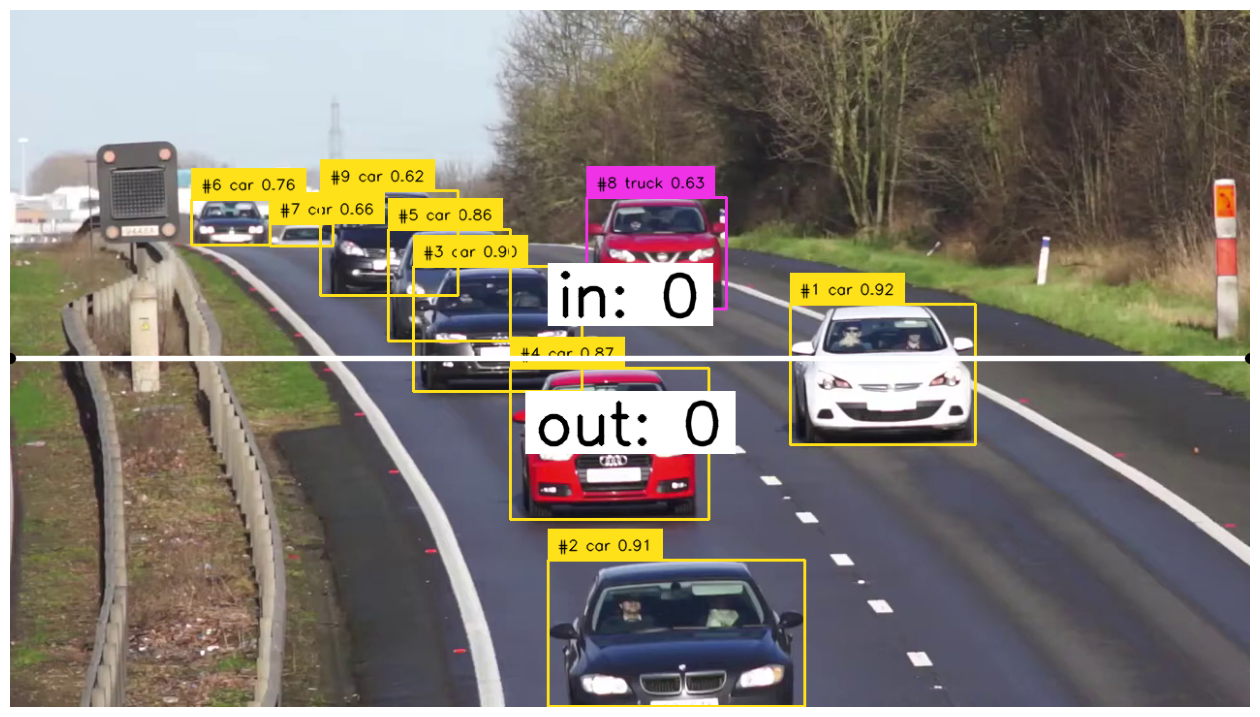 #9 car 0.62
#6 car 0.76
#8 truck 0.63
#7 car 0.66
#5 car 0.86
#3 car 0.90
#1 car 0.92
in: 0
#4 car 0.87
out: 0
#2 car 0.91